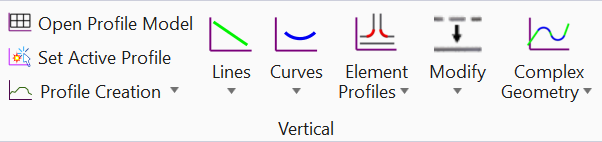 Open Profile Model
Set Active Profile
Profile Creation
Lines
Curves
Element
Profiles
Modify
Complex
Geometry
Vertical